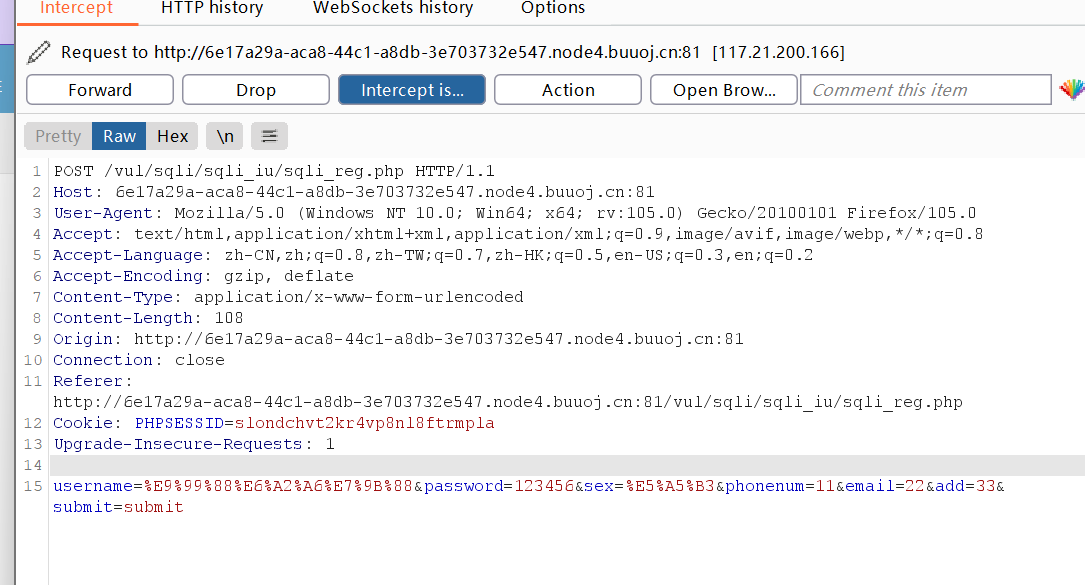 Intercept HTTP history WebSockets history Options
Request to http://6e17a29a-aca8-44c1-a8db-3e703732e547.node4.buuoj.cn:81 [117.21.200.166]
Forward Drop Intercept is... Action Open Brow... Comment this item
Pretty Raw Hex \n
1 POST /vul/sqli/sqli_iu/sqli_reg.php HTTP/1.1
2 Host: 6e17a29a-aca8-44c1-a8db-3e703732e547.node4.buuoj.cn:81
3 User-Agent: Mozilla/5.0 (Windows NT 10.0; Win64; x64; rv:105.0) Gecko/20100101 Firefox/105.0
4 Accept: text/html,application/xhtml+xml,application/xml;q=0.9,image/avif,image/webp,*/*;q=0.8
5 Accept-Language: zh-CN,zh;q=0.8,zh-TW;q=0.7,zh-HK;q=0.5,en-US;q=0.3,en;q=0.2
6 Accept-Encoding: gzip, deflate
7 Content-Type: application/x-www-form-urlencoded
8 Content-Length: 108
9 Origin: http://6e17a29a-aca8-44c1-a8db-3e703732e547.node4.buuoj.cn:81
10 Connection: close
11 Referer:
http://6e17a29a-aca8-44c1-a8db-3e703732e547.node4.buuoj.cn:81/vul/sqli/sqli_iu/sqli_reg.php
12 Cookie: PHPSESSID=slondchvt2kr4vp8nl8ftrmpla
13 Upgrade-Insecure-Requests: 1
14
15 username=%E9%99%88%E6%A2%A6%E7%9B%88&password=123456&sex=%E5%A5%B3&phonenum=11&email=22&add=33&
submit=submit